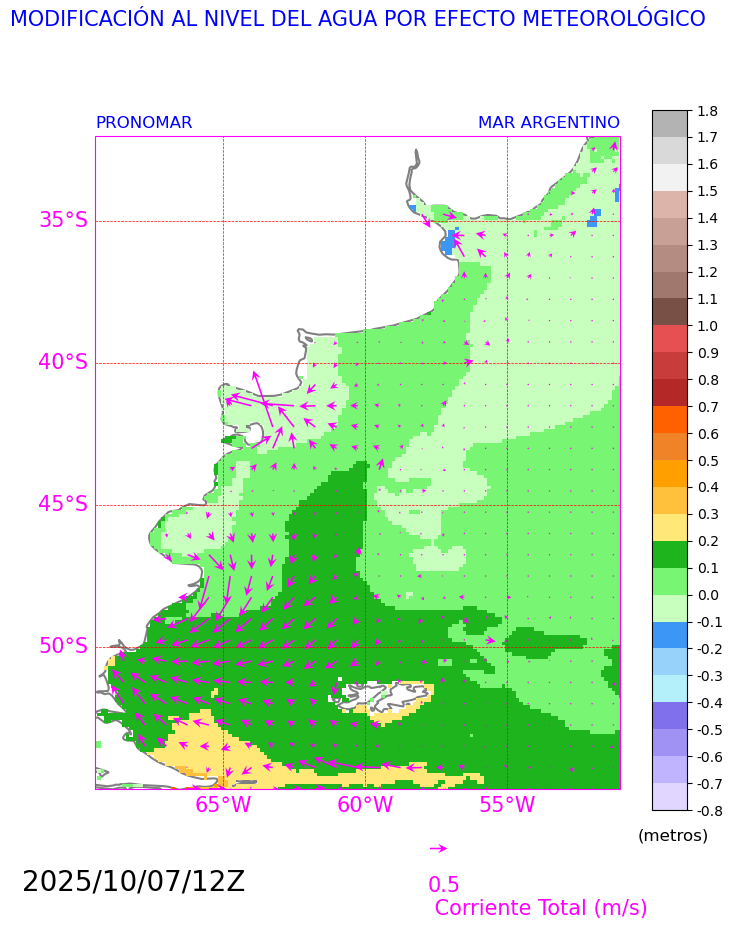 MODIFICACIÓN AL NIVEL DEL AGUA POR EFECTO METEOROLÓGICO
PRONOMAR MAR ARGENTINO
35°S
40°S
45°S
50°S
65°W 60°W 55°W
1.8
1.7
1.6
1.5
1.4
1.3
1.2
1.1
1.0
0.9
0.8
0.7
0.6
0.5
0.4
0.3
0.2
0.1
0.0
-0.1
-0.2
-0.3
-0.4
-0.5
-0.6
-0.7
-0.8
(metros)
2025/10/07/12Z
0.5
Corriente Total (m/s)